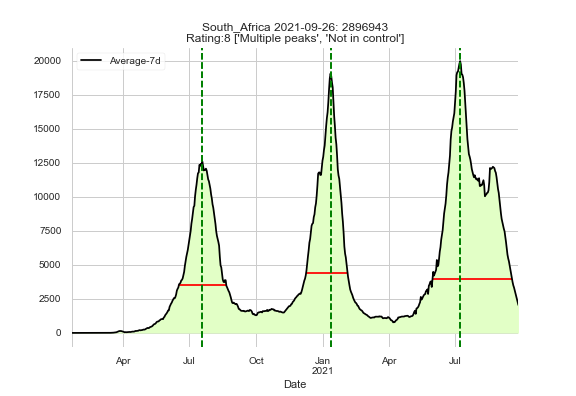 South_Africa 2021-09-26: 2896943
Rating:8 ['Multiple peaks', 'Not in control']
Average-7d
20000
17500
15000
12500
10000
7500
5000
2500
0
Apr Jul Oct Jan Apr Jul
2021
Date